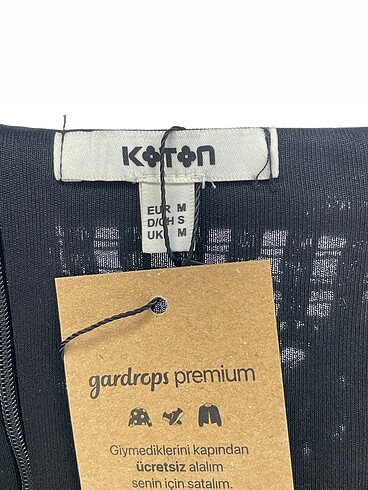 KOTON
EUR M
D/CH S
UK M
gardrops premium
Giymediklerini kapından
ücretsiz alalım
senin için satalım.